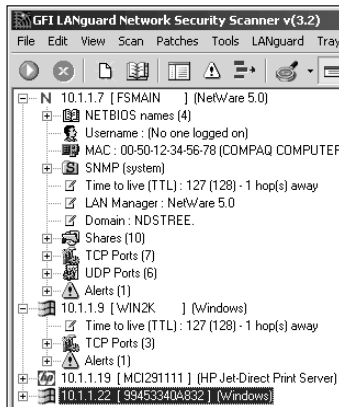 GFI LANguard Network Security Scanner v(3.2)
File Edit View Scan Patches Tools LANguard Tray
N 10.1.1.7 [ FSMAIN ] (NetWare 5.0)
NETBIOS names (4)
Username : (No one logged on)
MAC : 00-50-12-34-56-78 (COMPAQ COMPUTER
S SNMP (system)
Time to live (TTL) : 127 (128) - 1 hop(s) away
LAN Manager : NetWare 5.0
Domain : NDSTREE.
Shares (10)
TCP Ports (7)
UDP Ports (6)
Alerts (1)
10.1.1.9 [ WIN2K ] (Windows)
Time to live (TTL) : 127 (128) - 1 hop(s) away
TCP Ports (3)
Alerts (1)
hp 10.1.1.19 [ MCI291111 ] (HP Jet-Direct Print Server)
10.1.1.22 [ 99453340A832 ] (Windows)